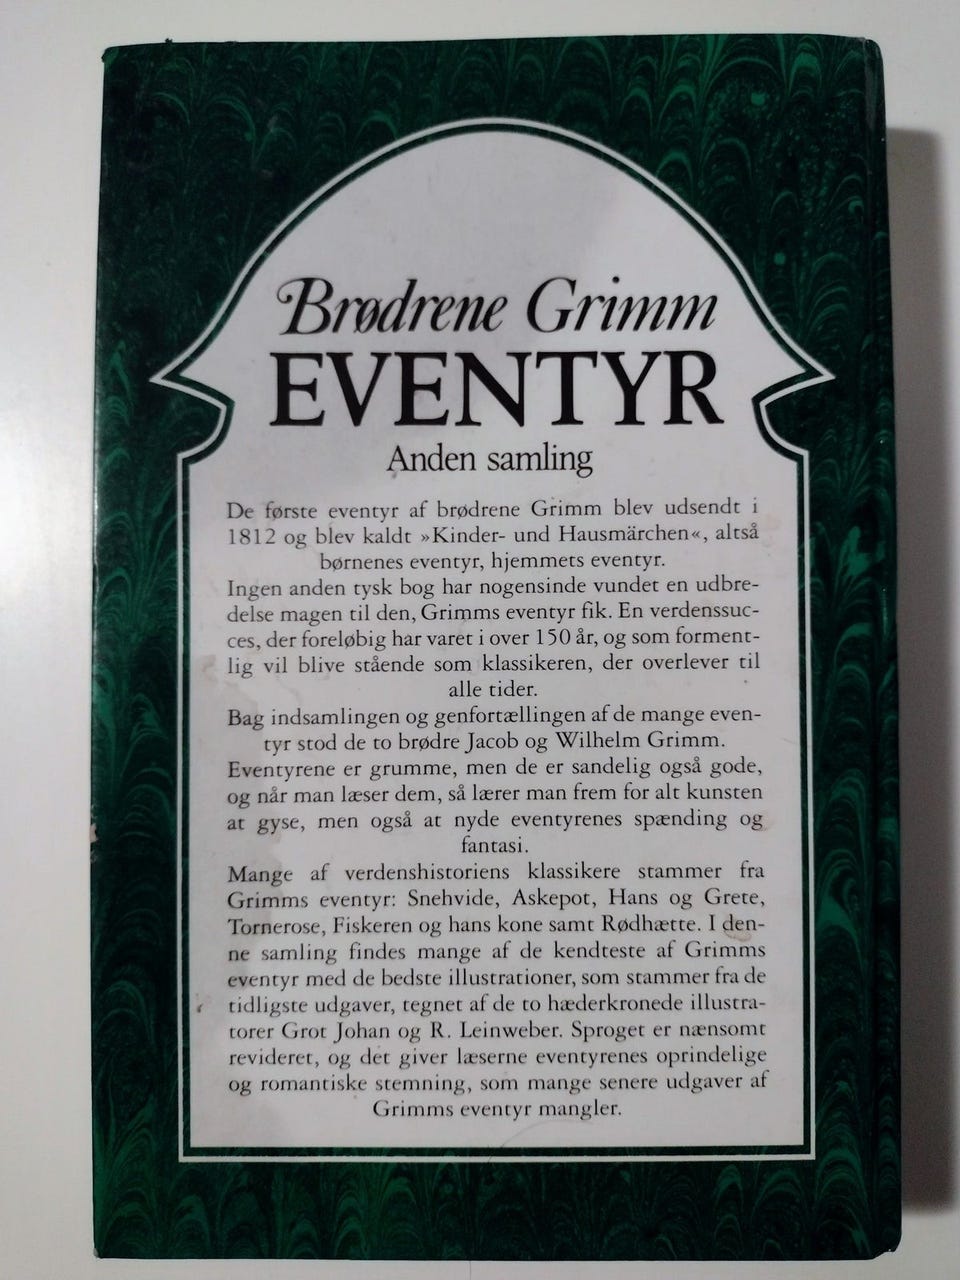 Brødrene Grimm
EVENTYR
Anden samling
De første eventyr af brødrene Grimm blev udsendt i
1812 og blev kaldt »Kinder- und Hausmärchen«, altså
børnenes eventyr, hjemmets eventyr.
Ingen anden tysk bog har nogensinde vundet en udbre-
delse magen til den, Grimms eventyr fik. En verdenssuc-
ces, der foreløbig har varet i over 150 år, og som forment-
lig vil blive stående som klassikeren, der overlever til
alle tider.
Bag indsamlingen og genfortællingen af de mange even-
tyr stod de to brødre Jacob og Wilhelm Grimm.
Eventyrene er grumme, men de er sandelig også gode,
og når man læser dem, så lærer man frem for alt kunsten
at gyse, men også at nyde eventyrenes spænding og
fantasi.
Mange af verdenshistoriens klassikere stammer fra
Grimms eventyr: Snehvide, Askepot, Hans og Grete,
Tornerose, Fiskeren og hans kone samt Rødhætte. I den-
ne samling findes mange af de kendteste af Grimms
eventyr med de bedste illustrationer, som stammer fra de
tidligste udgaver, tegnet af de to hæderkronede illustra-
torer Grot Johan og R. Leinweber. Sproget er nænsomt
revideret, og det giver læserne eventyrenes oprindelige
og romantiske stemning, som mange senere udgaver af
Grimms eventyr mangler.